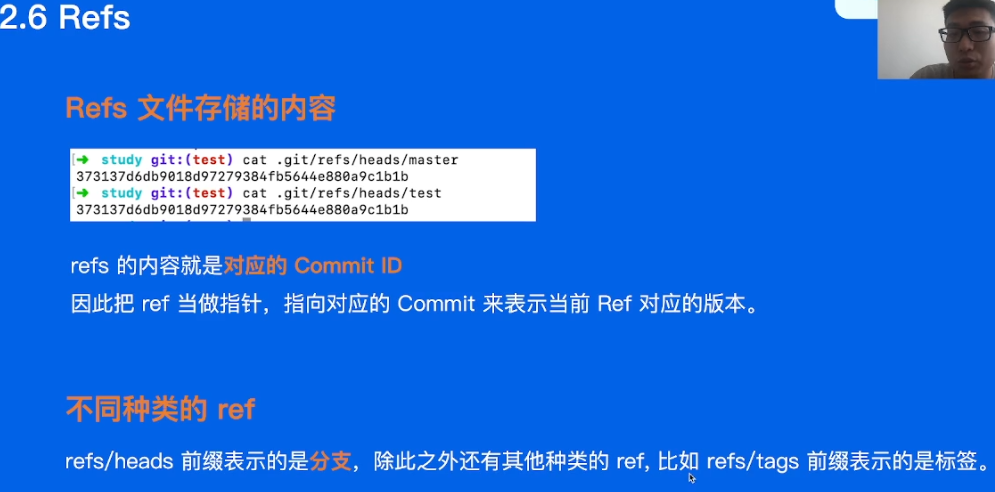 2.6 Refs
Refs 文件存储的内容
[➜ study git:(test) cat .git/refs/heads/master
373137d6db9018d97279384fb5644e880a9c1b1b
[➜ study git:(test) cat .git/refs/heads/test
373137d6db9018d97279384fb5644e880a9c1b1b
refs 的内容就是对应的 Commit ID
因此把 ref 当做指针，指向对应的 Commit 来表示当前 Ref 对应的版本。
不同种类的 ref
refs/heads 前缀表示的是分支，除此之外还有其他种类的 ref, 比如 refs/tags 前缀表示的是标签。